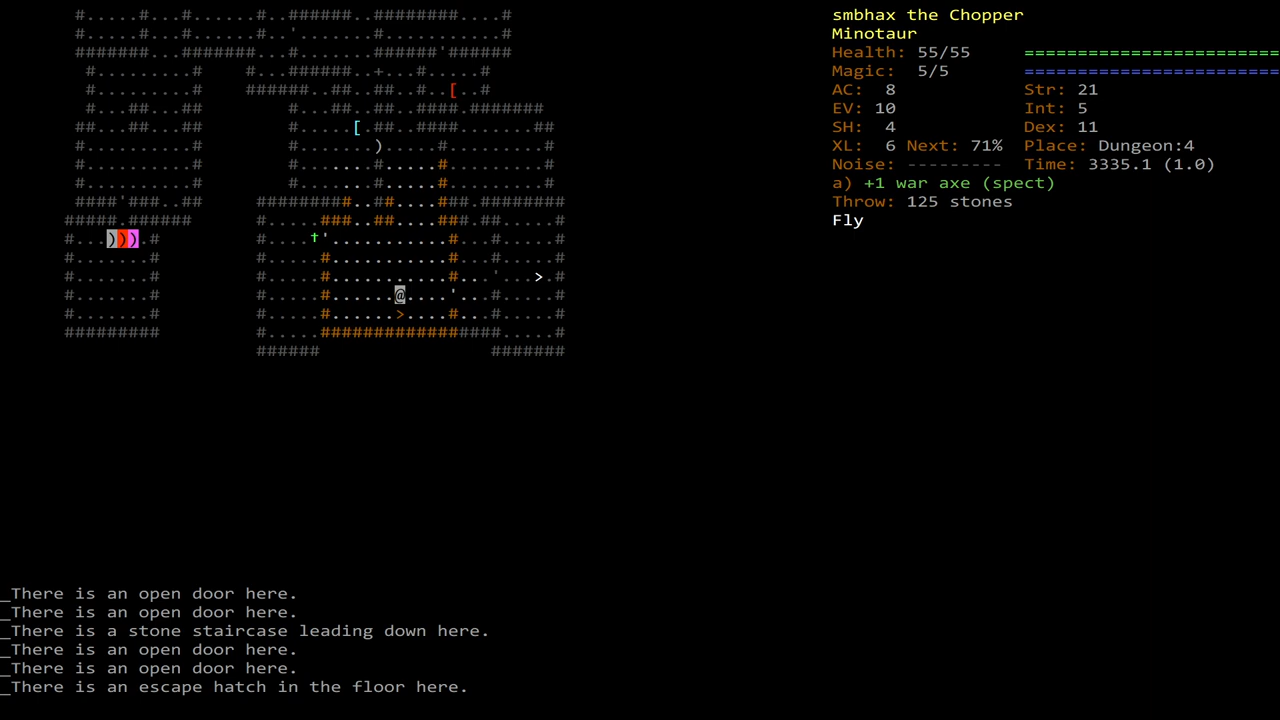 smbhax the Chopper
Minotaur
Health: 55/55 ========================
Magic: 5/5 ========================
AC: 8 Str: 21
EV: 10 Int: 5
SH: 4 Dex: 11
XL: 6 Next: 71% Place: Dungeon:4
Noise: --------- Time: 3335.1 (1.0)
a) +1 war axe (spect)
Throw: 125 stones
Fly
_There is an open door here.
_There is an open door here.
_There is a stone staircase leading down here.
_There is an open door here.
_There is an open door here.
_There is an escape hatch in the floor here.